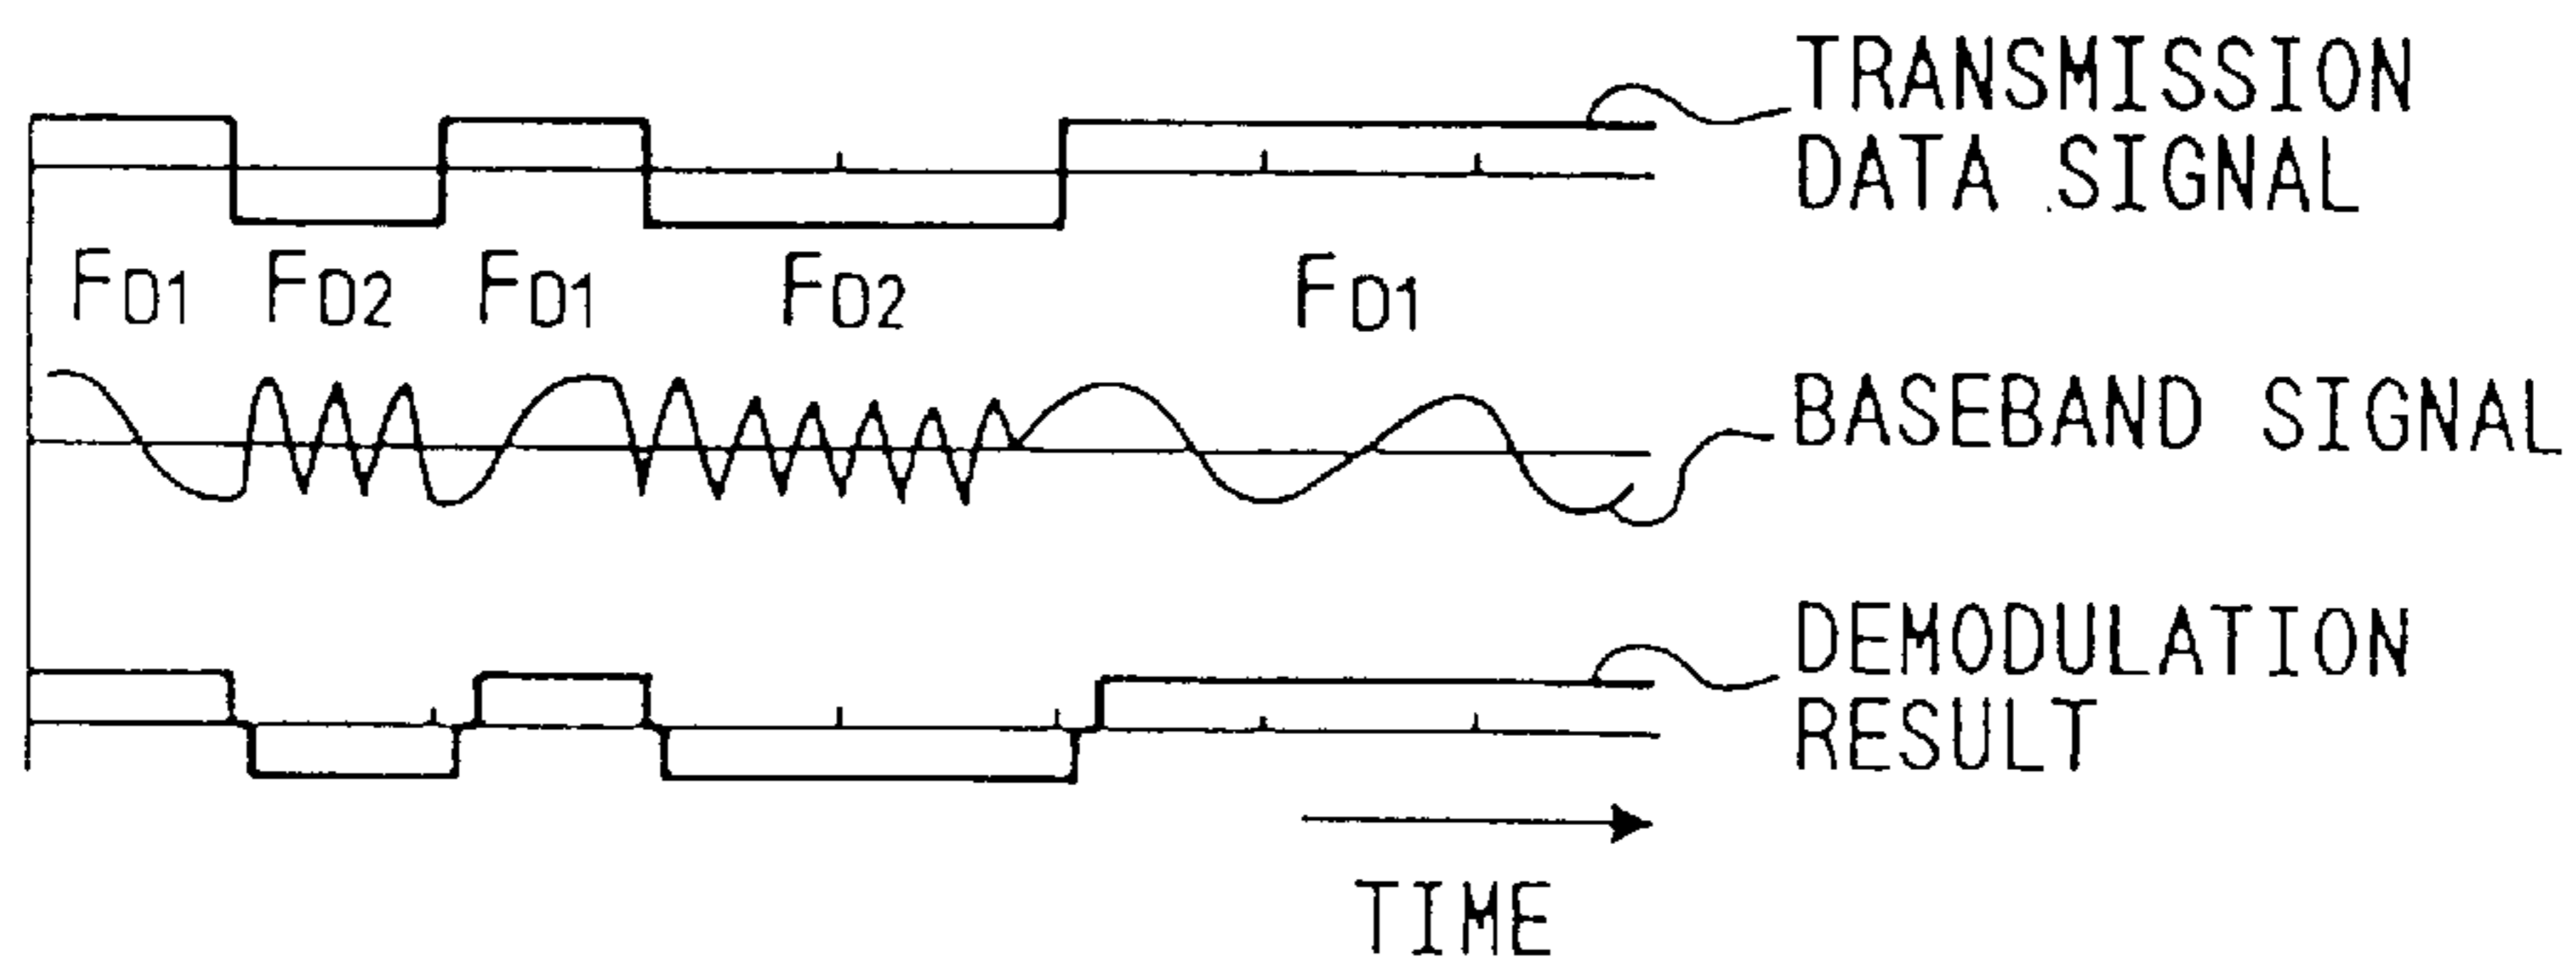 TRANSMISSION
DATA SIGNAL
FD1 FD2 FD1 FD2 FD1
BASEBAND SIGNAL
DEMODULATION
RESULT
TIME